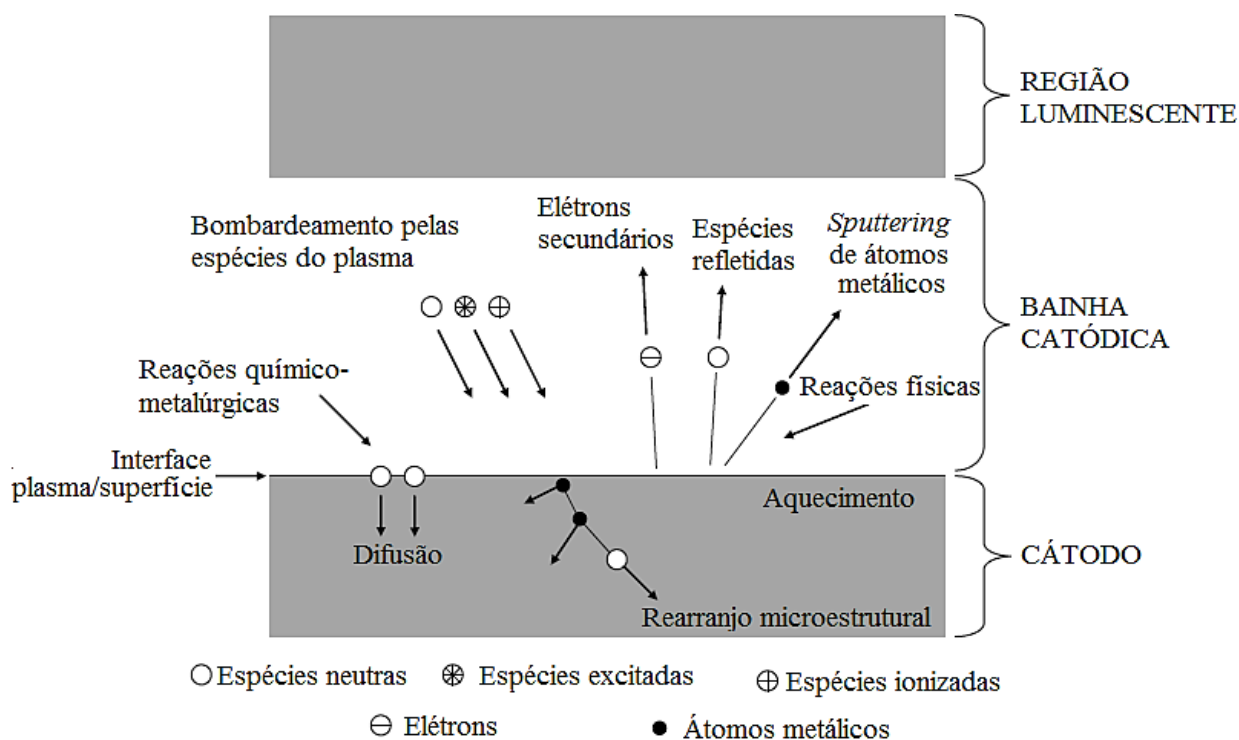 REGIÃO
LUMINESCENTE
Bombardeamento pelas
espécies do plasma
Elétrons
secundários
Espécies
refletidas
Sputtering
de átomos
metálicos
BAINHA
CATÓDICA
Reações químico-
metalúrgicas
Reações físicas
Interface
plasma/superfície
Aquecimento
Difusão
CÁTODO
Rearranjo microestrutural
Espécies neutras
Espécies excitadas
Espécies ionizadas
Elétrons
Átomos metálicos